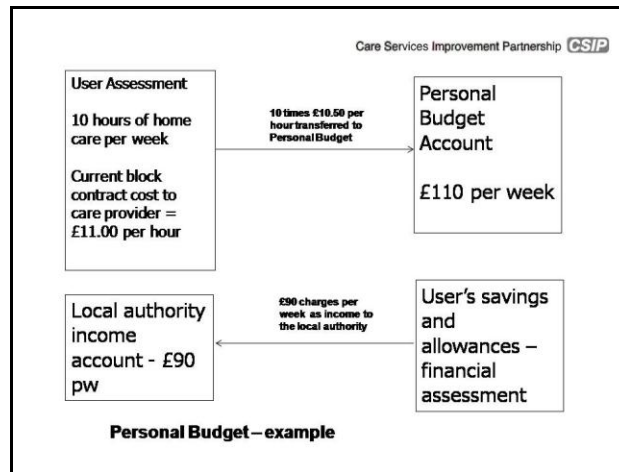 Care Services Improvement Partnership CSIP
User Assessment
10 hours of home
care per week
Current block
contract cost to
care provider =
£11.00 per hour
10 times £10.50 per
hour transferred to
Personal Budget
Personal
Budget
Account
£110 per week
Local authority
income
account - £90
pw
£90 charges per
week as income to
the local authority
User's savings
and
allowances –
financial
assessment
Personal Budget – example